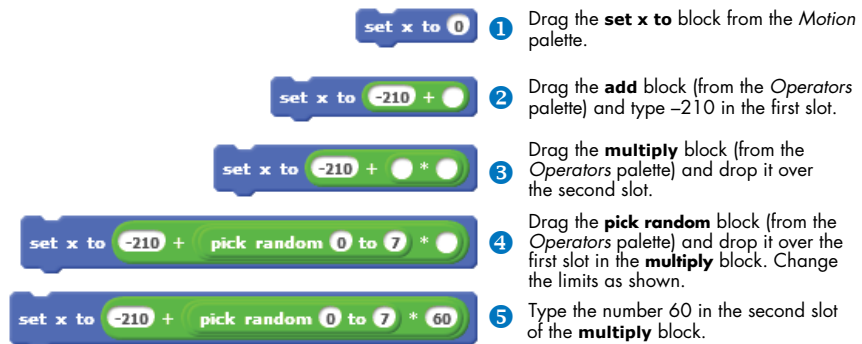 set x to 0
1 Drag the set x to block from the Motion
palette.
set x to -210 +
2 Drag the add block (from the Operators
palette) and type –210 in the first slot.
set x to -210 + *
3 Drag the multiply block (from the
Operators palette) and drop it over
the second slot.
set x to -210 + pick random 0 to 7 *
4 Drag the pick random block (from the
Operators palette) and drop it over the
first slot in the multiply block. Change
the limits as shown.
set x to -210 + pick random 0 to 7 * 60
5 Type the number 60 in the second slot
of the multiply block.